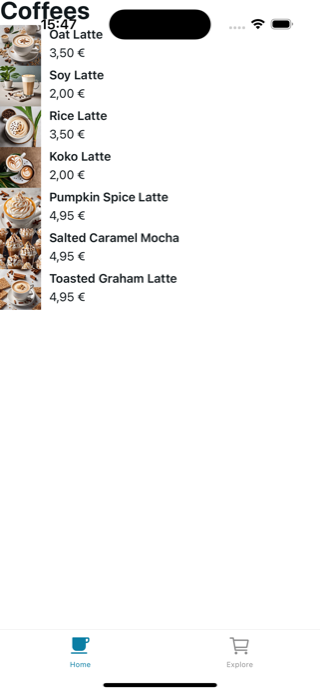 Coffees
15:47
Oat Latte
3,50 €
Soy Latte
2,00 €
Rice Latte
3,50 €
Koko Latte
2,00 €
Pumpkin Spice Latte
4,95 €
Salted Caramel Mocha
4,95 €
Toasted Graham Latte
4,95 €
Home
Explore